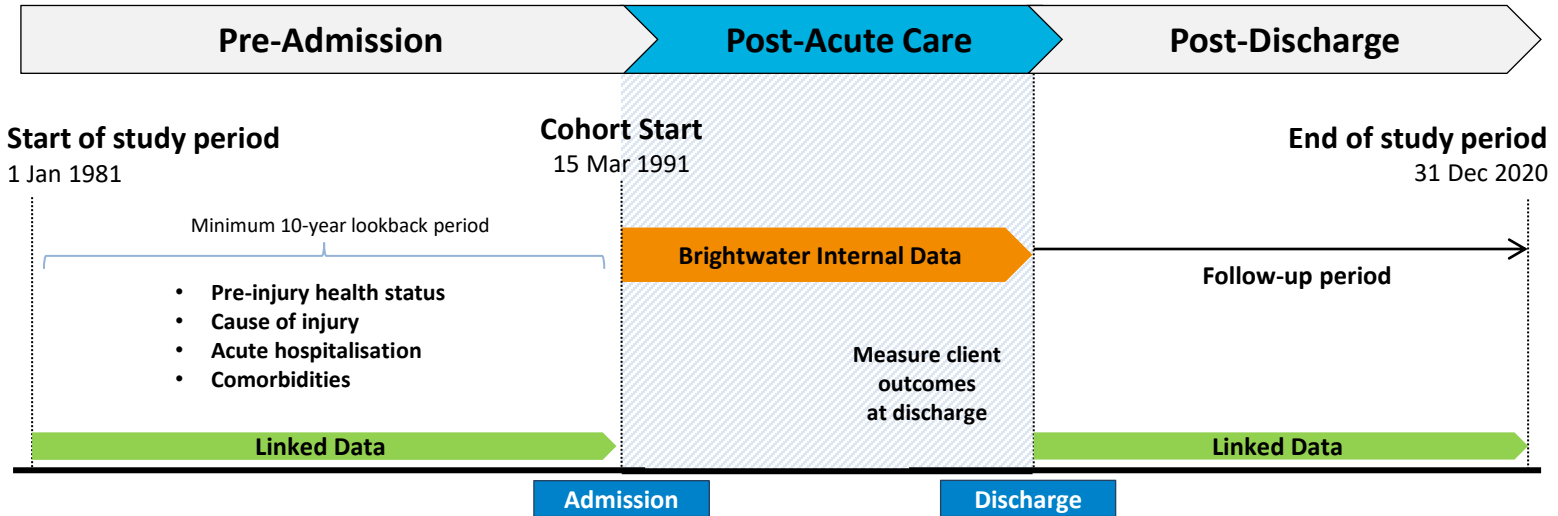 Pre-Admission
Post-Acute Care
Post-Discharge
Start of study period
1 Jan 1981
Cohort Start
15 Mar 1991
End of study period
31 Dec 2020
Minimum 10-year lookback period
• Pre-injury health status
• Cause of injury
• Acute hospitalisation
• Comorbidities
Brightwater Internal Data
Follow-up period
Measure client
outcomes
at discharge
Linked Data
Linked Data
Admission
Discharge